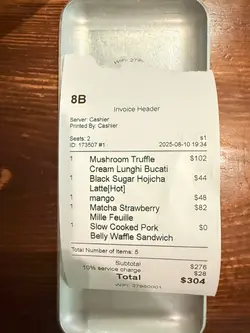 8B
Invoice Header
Server: Cashier
Printed By: Cashier
Seats: 2 s1
ID: 173507 #1 2025-08-10 19:34
1 Mushroom Truffle $102
Cream Lunghi Bucati
1 Black Sugar Hojicha $44
Latte[Hot]
1 mango $48
1 Matcha Strawberry $82
Mille Feuille
1 Slow Cooked Pork $0
Belly Waffle Sandwich
Total Number of Items: 5
Subtotal $276
10% service charge $28
Total $304